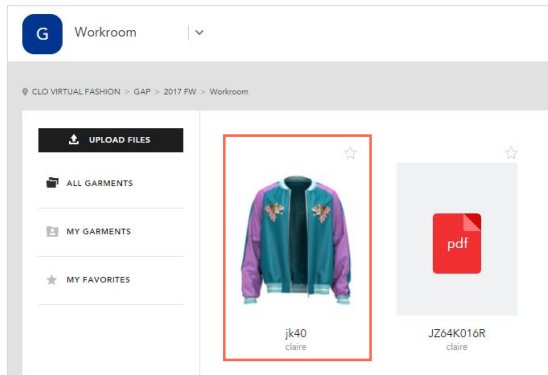 G
Workroom
CLO VIRTUAL FASHION > GAP > 2017 FW > Workroom
UPLOAD FILES
ALL GARMENTS
MY GARMENTS
MY FAVORITES
jk40
claire
pdf
JZ64K016R
claire